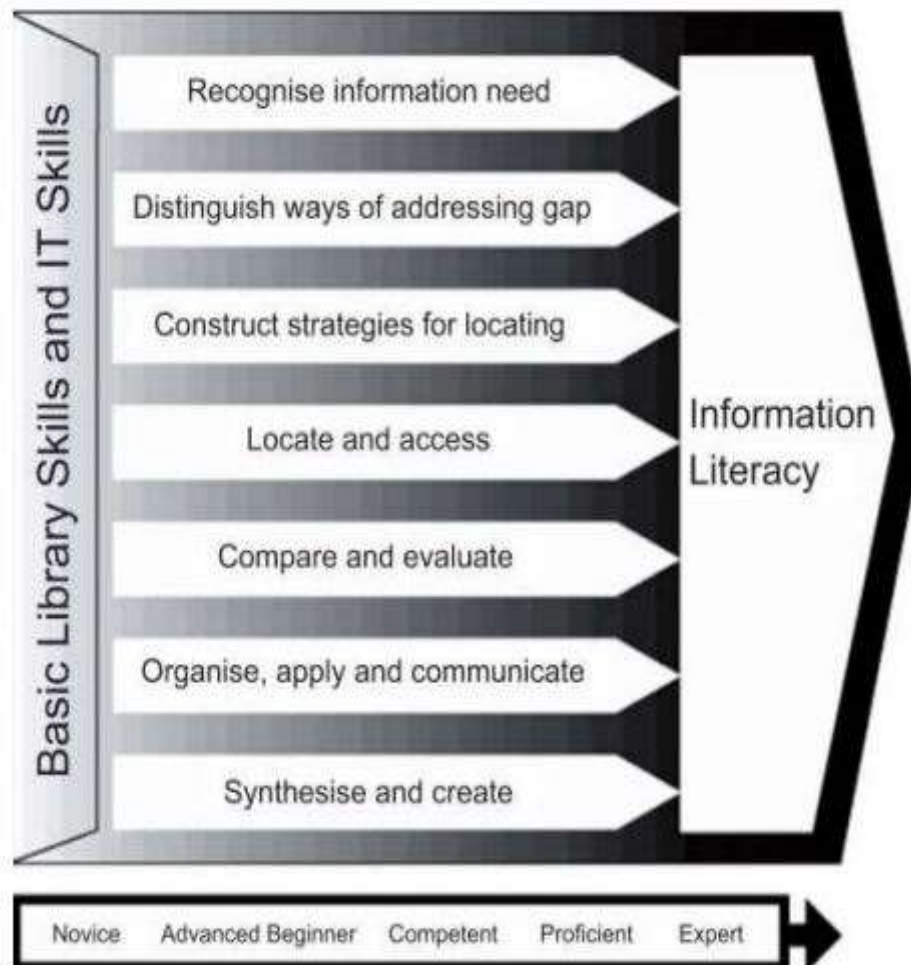 Basic Library Skills and IT Skills
Recognise information need
Distinguish ways of addressing gap
Construct strategies for locating
Locate and access
Compare and evaluate
Organise, apply and communicate
Synthesise and create
Information
Literacy
Novice Advanced Beginner Competent Proficient Expert